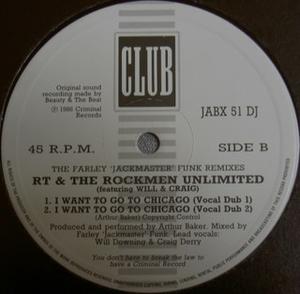 CLUB
Original sound
recording made by
Beauty & The Beat
℗ 1986 Criminal
Records
JABX 51 DJ
45 R.P.M.
SIDE B
THE FARLEY 'JACKMASTER' FUNK REMIXES
RT & THE ROCKMEN UNLIMITED
(featuring WILL & CRAIG)
1. I WANT TO GO TO CHICAGO (Vocal Dub 1)
2. I WANT TO GO TO CHICAGO (Vocal Dub 2)
(Arthur Baker) Copyright Control
Produced and performed by Arthur Baker. Mixed by
Farley 'Jackmaster' Funk. Lead vocals:
Will Downing & Craig Derry
You don't have to break the law to
have a Criminal Record